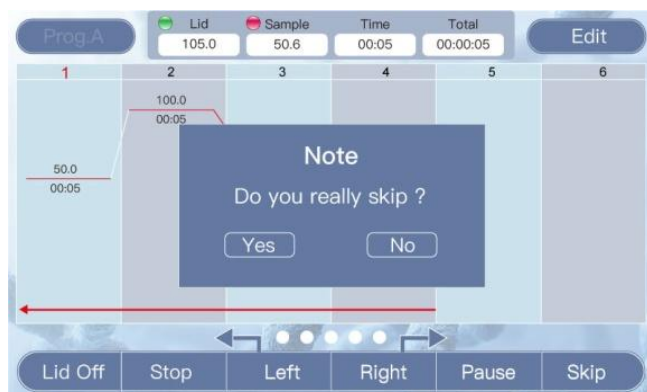 Prog.A
Lid Sample Time Total
105.0 50.6 00:05 00:00:05
Edit
1 2 3 4 5 6
100.0
00:05
50.0
00:05
Note
Do you really skip ?
Yes No
Lid Off Stop Left Right Pause Skip